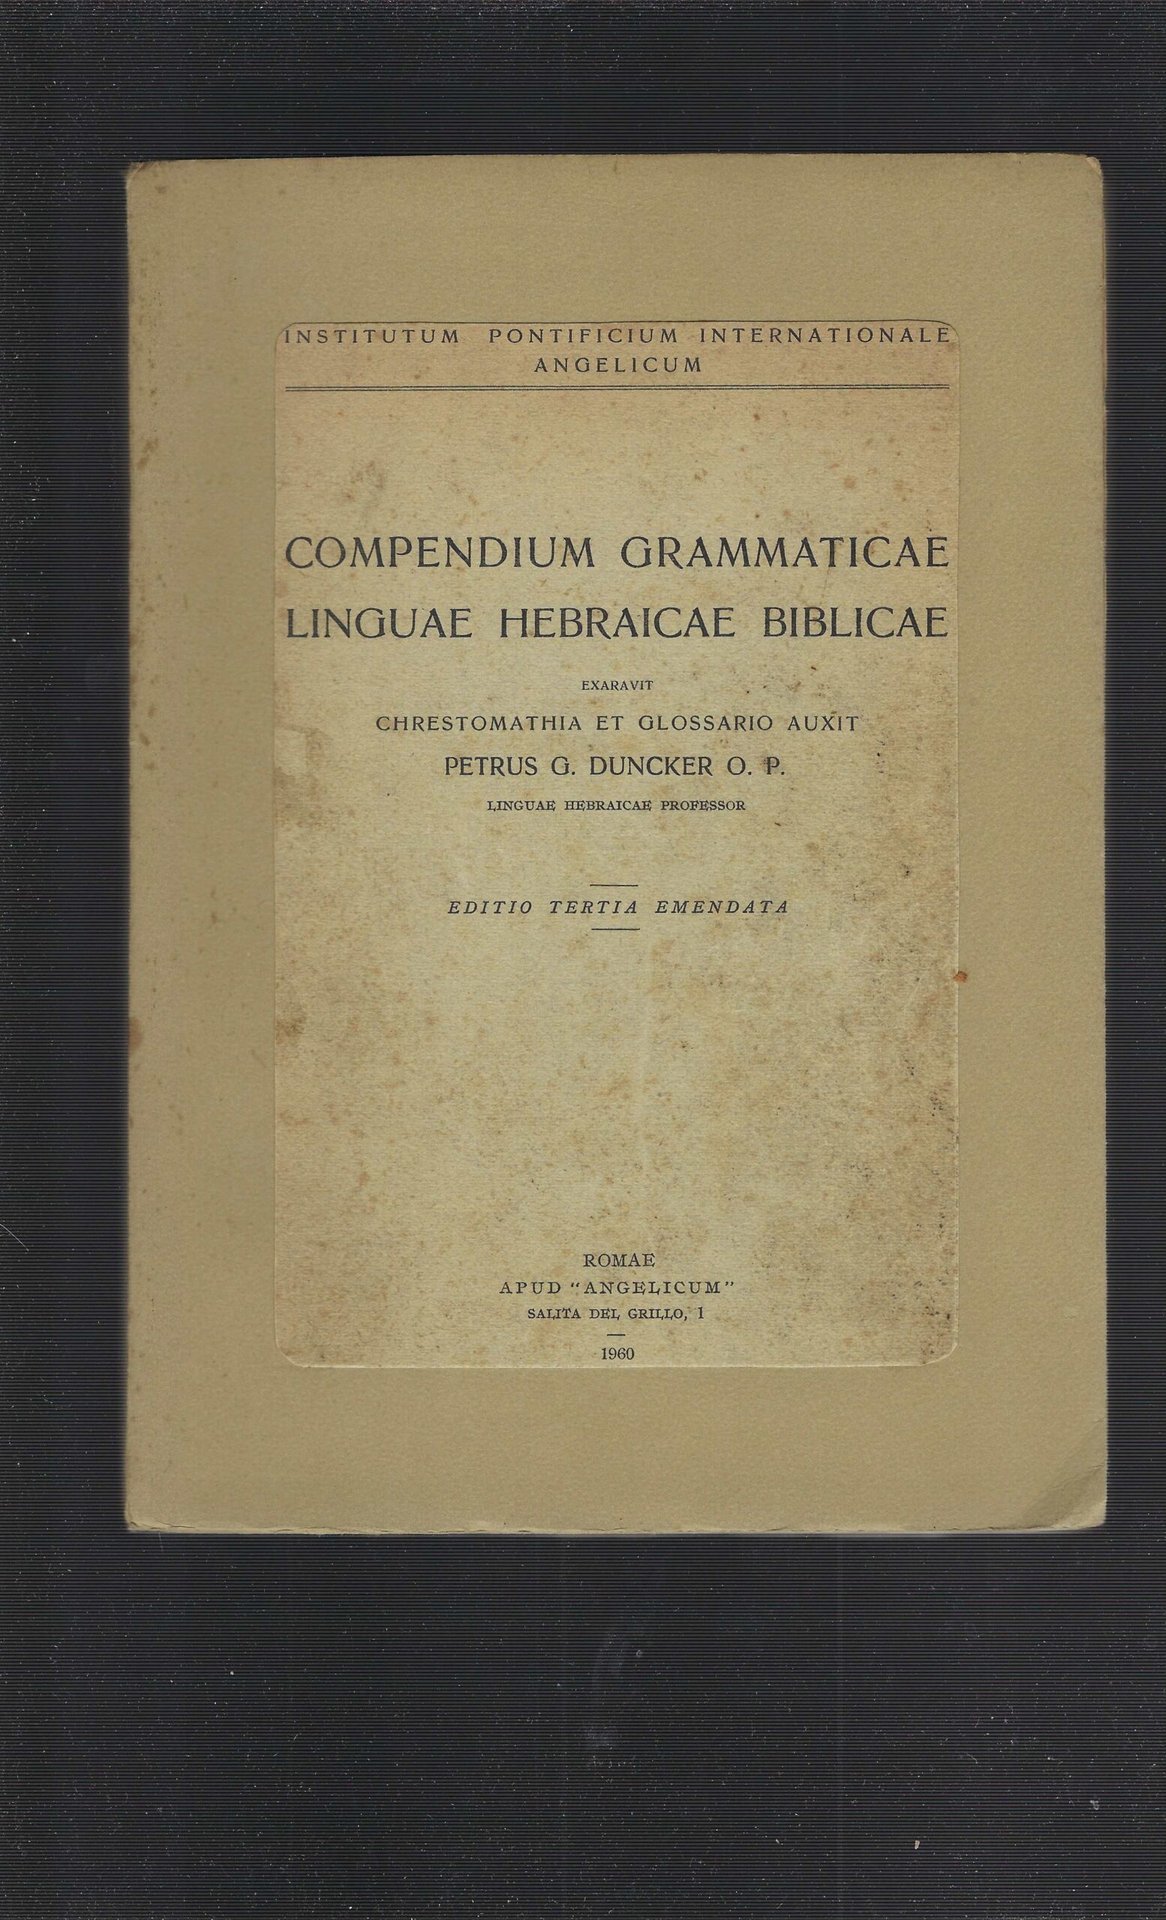 INSTITUTUM PONTIFICIUM INTERNATIONALE
ANGELICUM
COMPENDIUM GRAMMATICAE
LINGUAE HEBRAICAE BIBLICAE
EXARAVIT
CHRESTOMATHIA ET GLOSSARIO AUXIT
PETRUS G. DUNCKER O. P.
LINGUAE HEBRAICAE PROFESSOR
EDITIO TERTIA EMENDATA
ROMAE
APUD "ANGELICUM"
SALITA DEL GRILLO, 1
1960